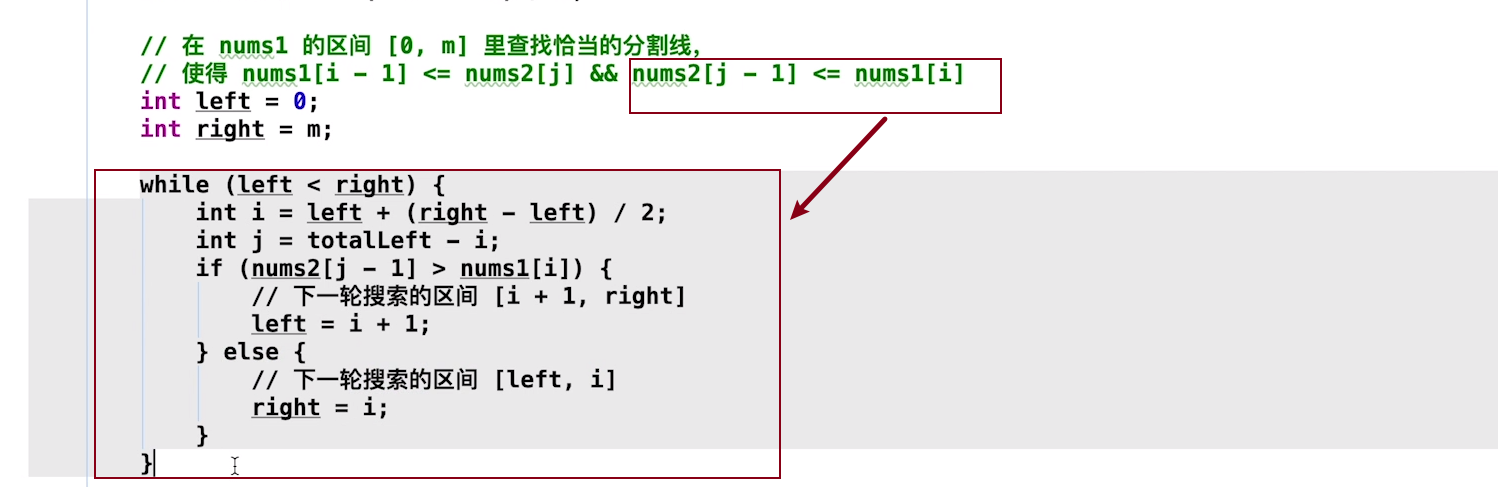 // 在 nums1 的区间 [0, m] 里查找恰当的分割线,
// 使得 nums1[i - 1] <= nums2[j] && nums2[j - 1] <= nums1[i]
int left = 0;
int right = m;
while (left < right) {
int i = left + (right - left) / 2;
int j = totalLeft - i;
if (nums2[j - 1] > nums1[i]) {
// 下一轮搜索的区间 [i + 1, right]
left = i + 1;
} else {
// 下一轮搜索的区间 [left, i]
right = i;
}
}